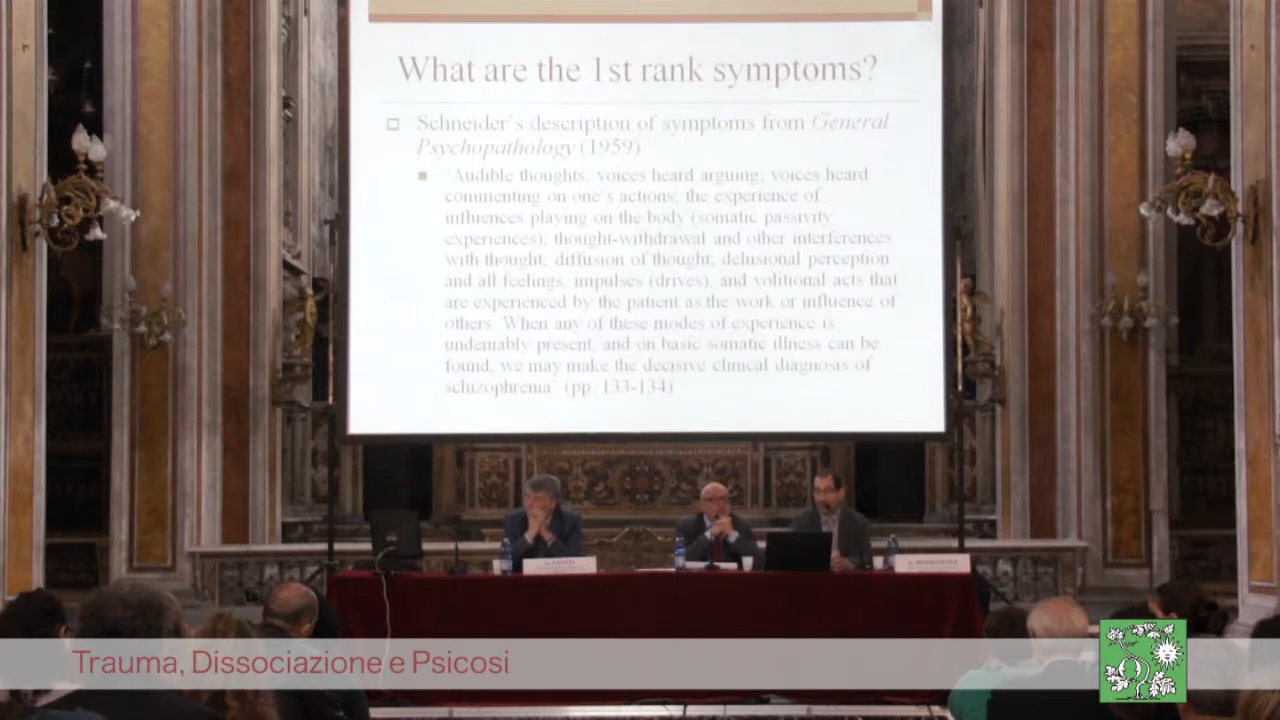 What are the 1st rank symptoms?
Schneider's description of symptoms from General
Psychopathology (1959)
'Audible thoughts; voices heard arguing; voices heard
commenting on one's actions; the experience of
influences playing on the body (somatic passivity
experiences); thought-withdrawal and other interferences
with thought; diffusion of thought; delusional perception
and all feelings, impulses (drives), and volitional acts that
are experienced by the patient as the work or influence of
others. When any of these modes of experience is
undeniably present, and on basic somatic illness can be
found, we may make the decisive clinical diagnosis of
schizophrenia' (pp. 133-134)
A. MOSKOWITZ
Trauma, Dissociazione e Psicosi